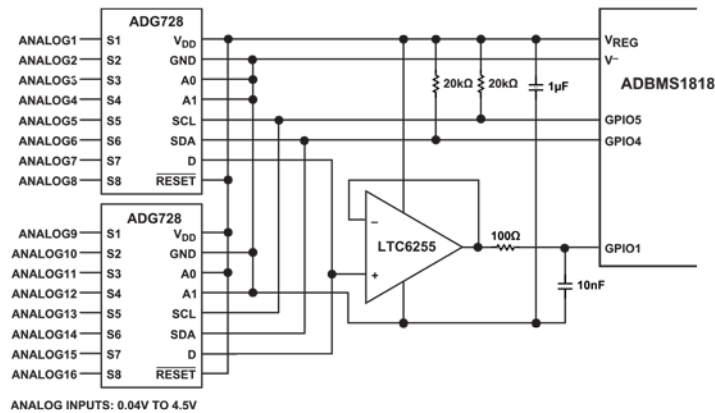 ADG728
ANALOG1 S1 VDD VREG
ANALOG2 S2 GND V–
ANALOG3 S3 A0 20kΩ 20kΩ 1μF ADBMS1818
ANALOG4 S4 A1
ANALOG5 S5 SCL GPIO5
ANALOG6 S6 SDA GPIO4
ANALOG7 S7 D
ANALOG8 S8 RESET
ADG728
ANALOG9 S1 VDD
– LTC6255 + 100Ω
ANALOG10 S2 GND GPIO1
ANALOG11 S3 A0
ANALOG12 S4 A1 10nF
ANALOG13 S5 SCL
ANALOG14 S6 SDA
ANALOG15 S7 D
ANALOG16 S8 RESET
ANALOG INPUTS: 0.04V TO 4.5V